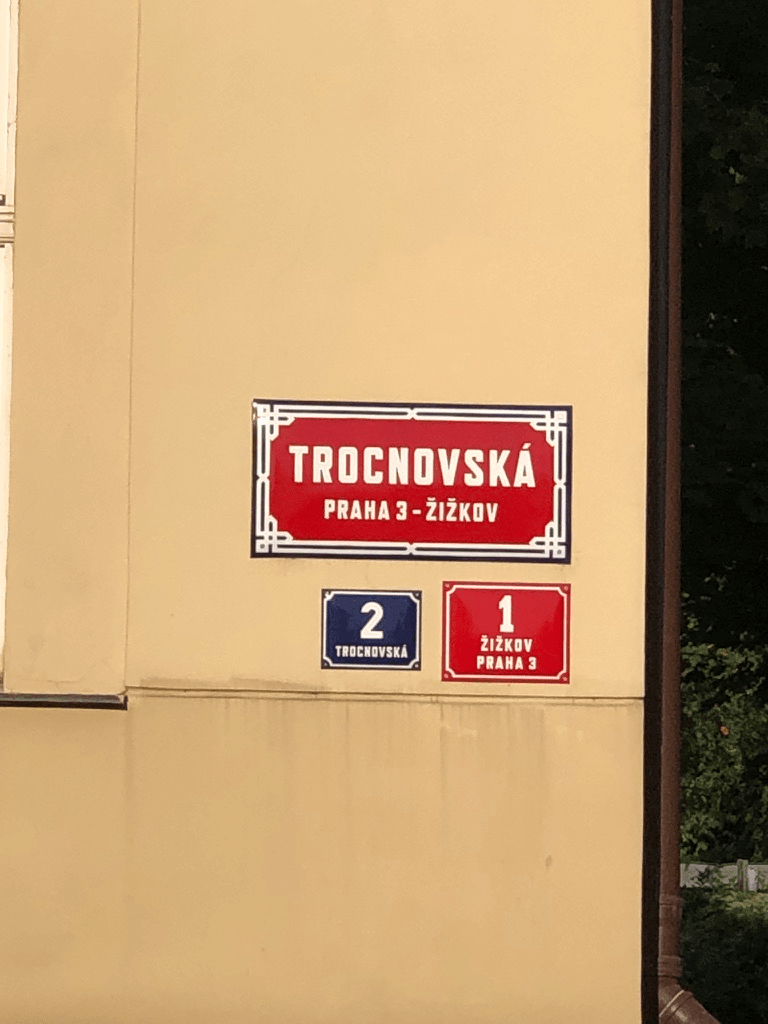 TROCNOVSKÁ
PRAHA 3 - ŽIŽKOV
2
TROCNOVSKÁ
1
ŽIŽKOV
PRAHA 3